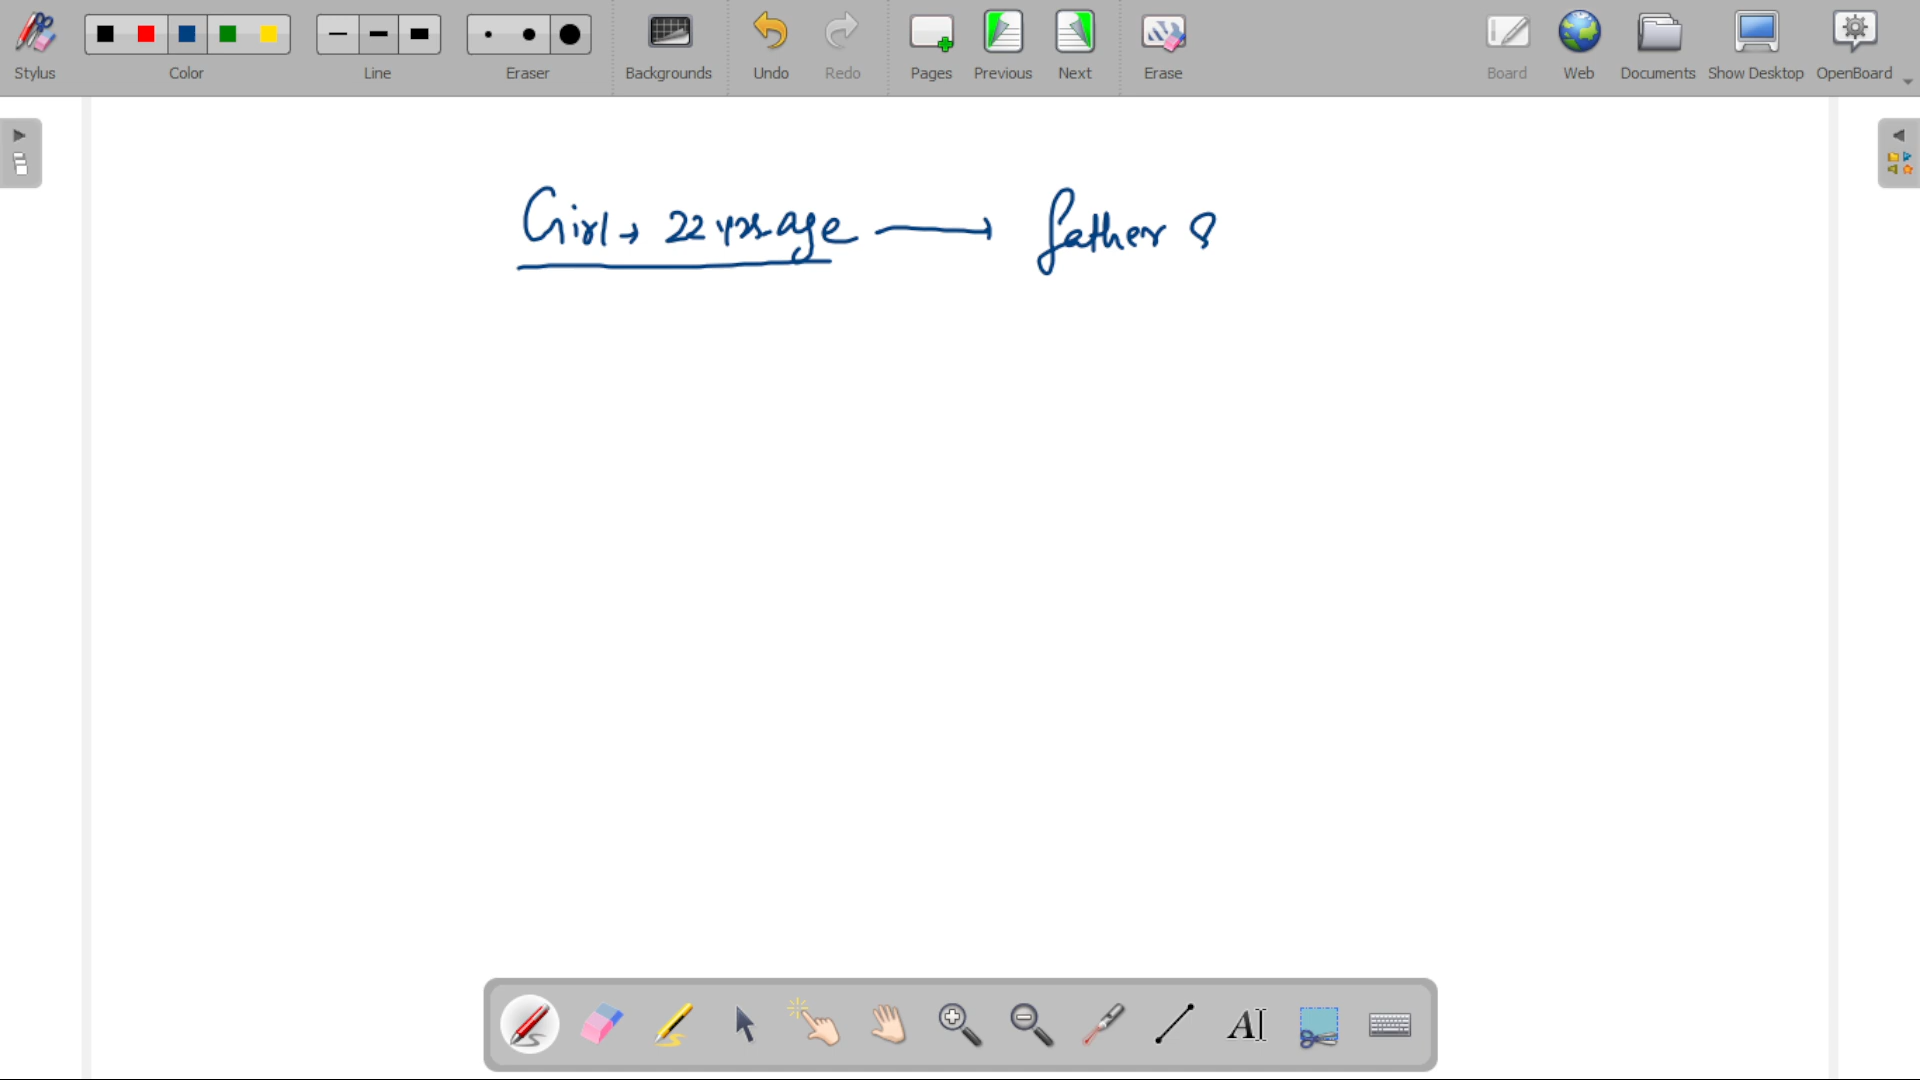 Stylus Color Line Eraser Backgrounds Undo Redo Pages Previous Next Erase Board Web Documents Show Desktop OpenBoard
Girl → 22 yrs age → father 8